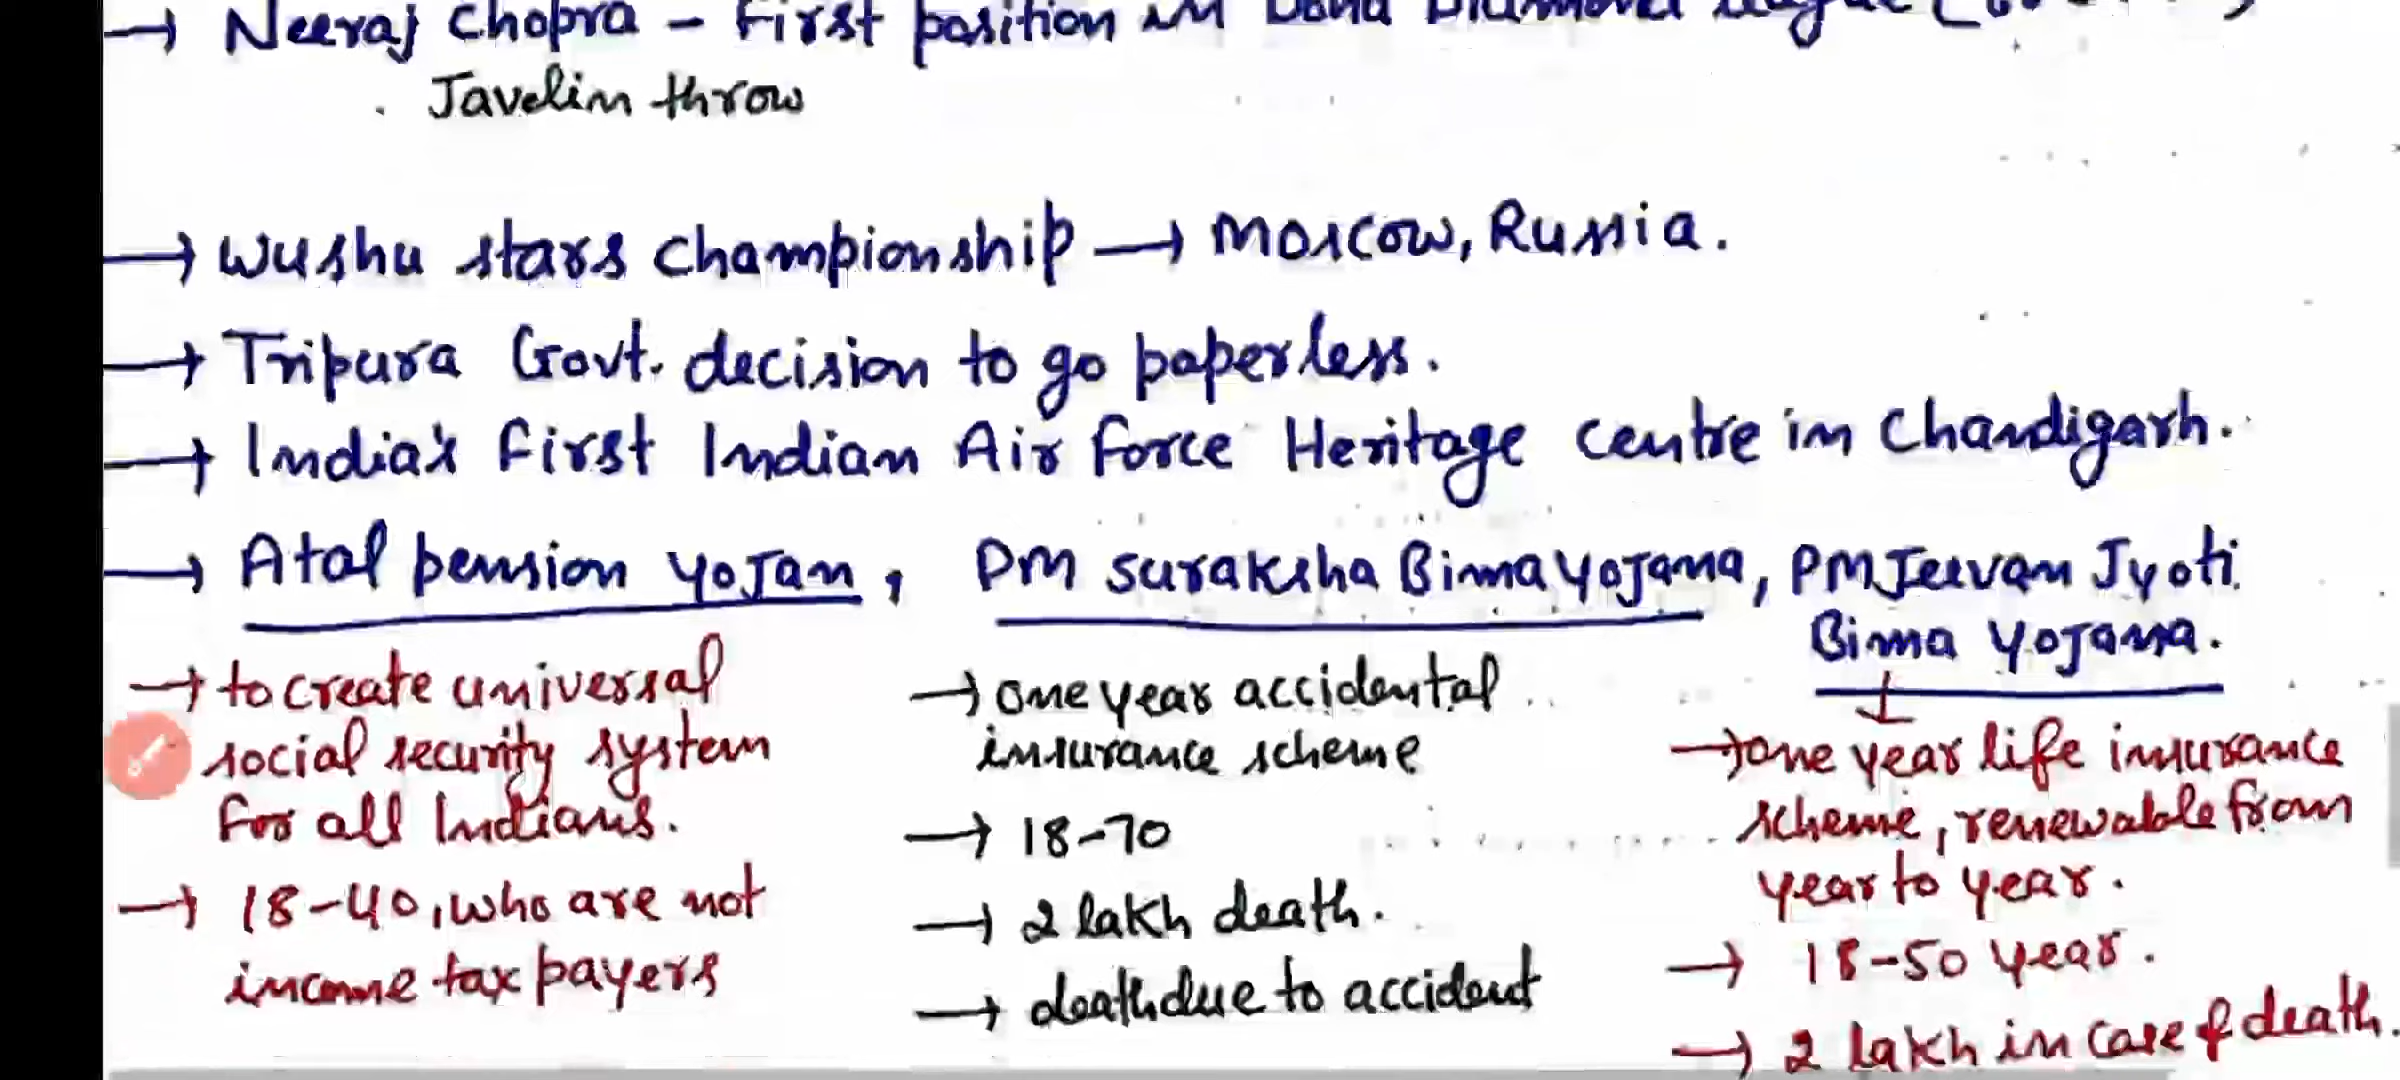 → Neeraj Chopra - First position in Doha Diamond league (
Javelin throw
→ Wushu stars Championship → Moscow, Russia.
→ Tripura Govt. decision to go paperless.
→ India's First Indian Air Force Heritage centre in Chandigarh.
→ Atal pension Yojan, PM suraksha Bima Yojana, PM Jeevan Jyoti
Bima Yojana.
→ to create universal
social security system
for all Indians.
→ 18-40, who are not
income tax payers
→ one year accidental
insurance scheme
→ 18-70
→ 2 lakh death.
→ death due to accident
→ one year life insurance
scheme, renewable from
year to year.
→ 18-50 year.
→ 2 lakh in case of death.